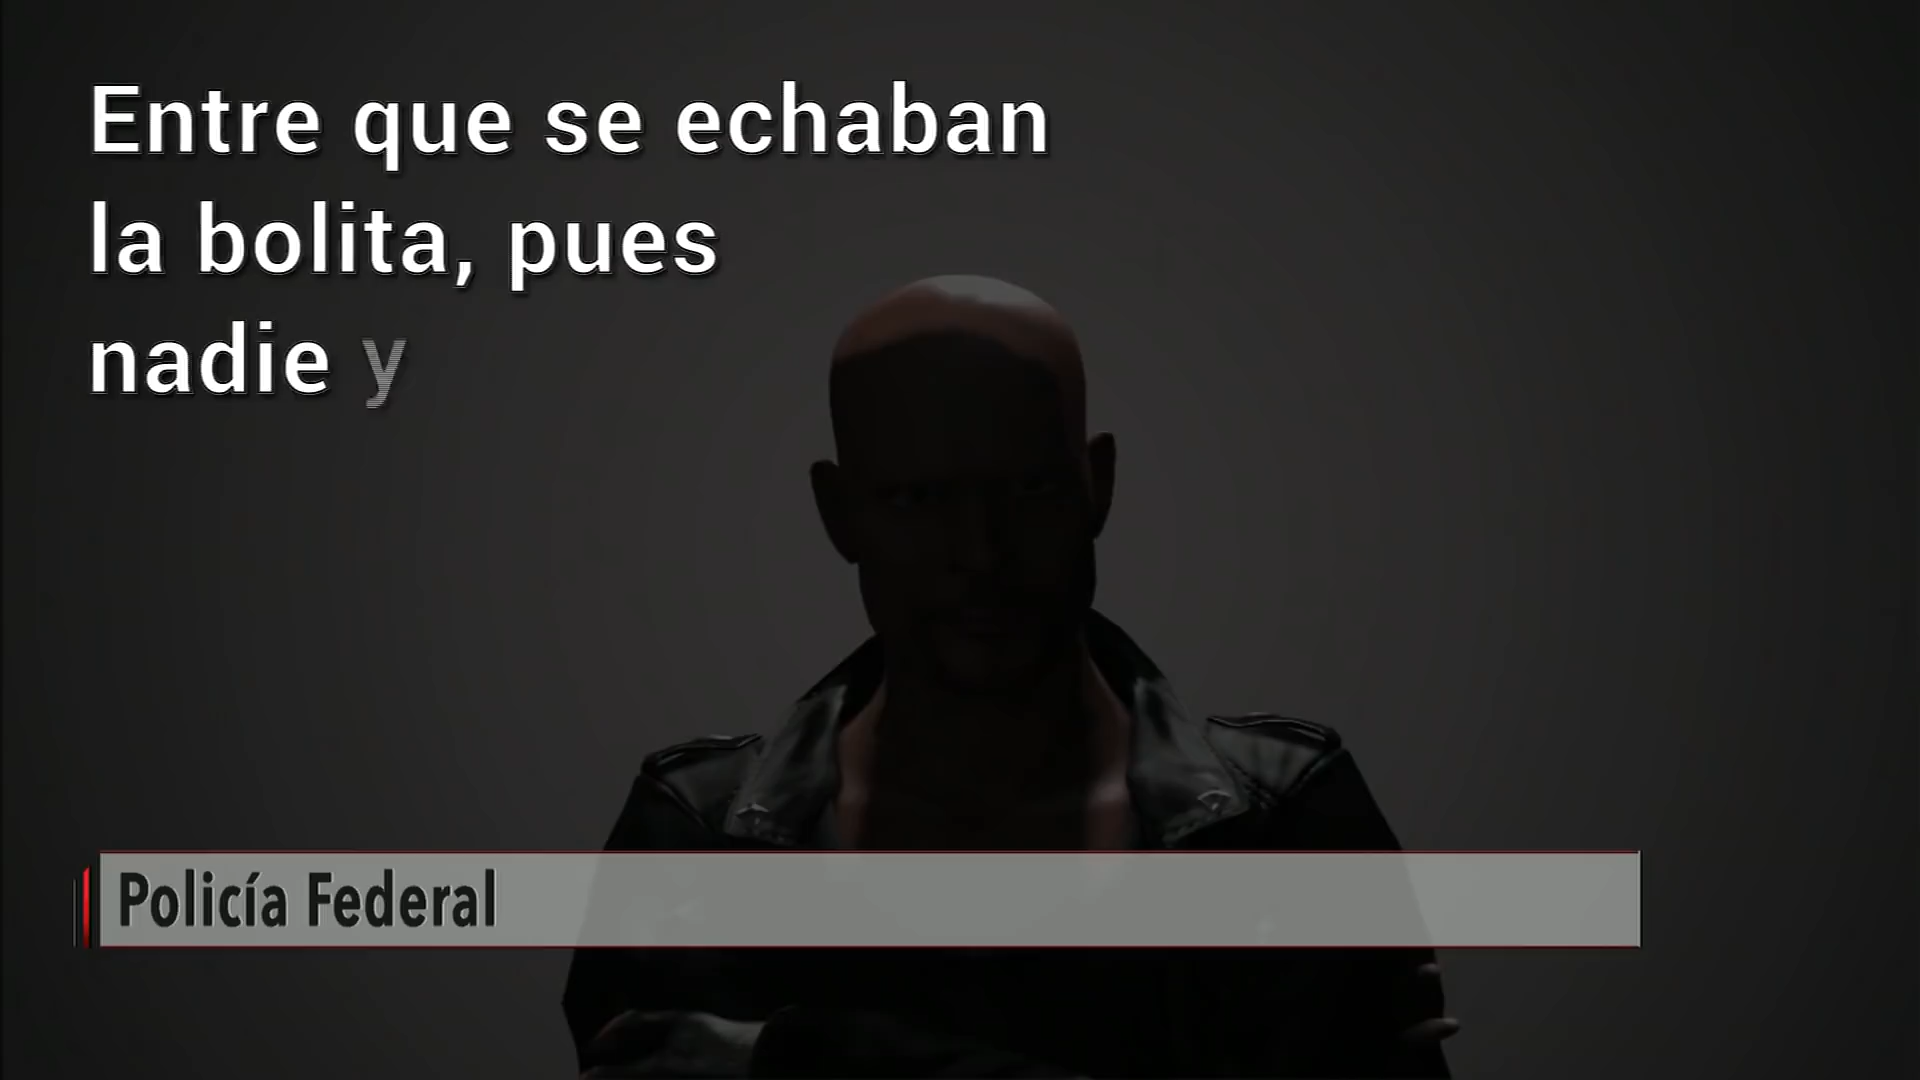 Entre que se echaban
la bolita, pues
nadie y
Policía Federal